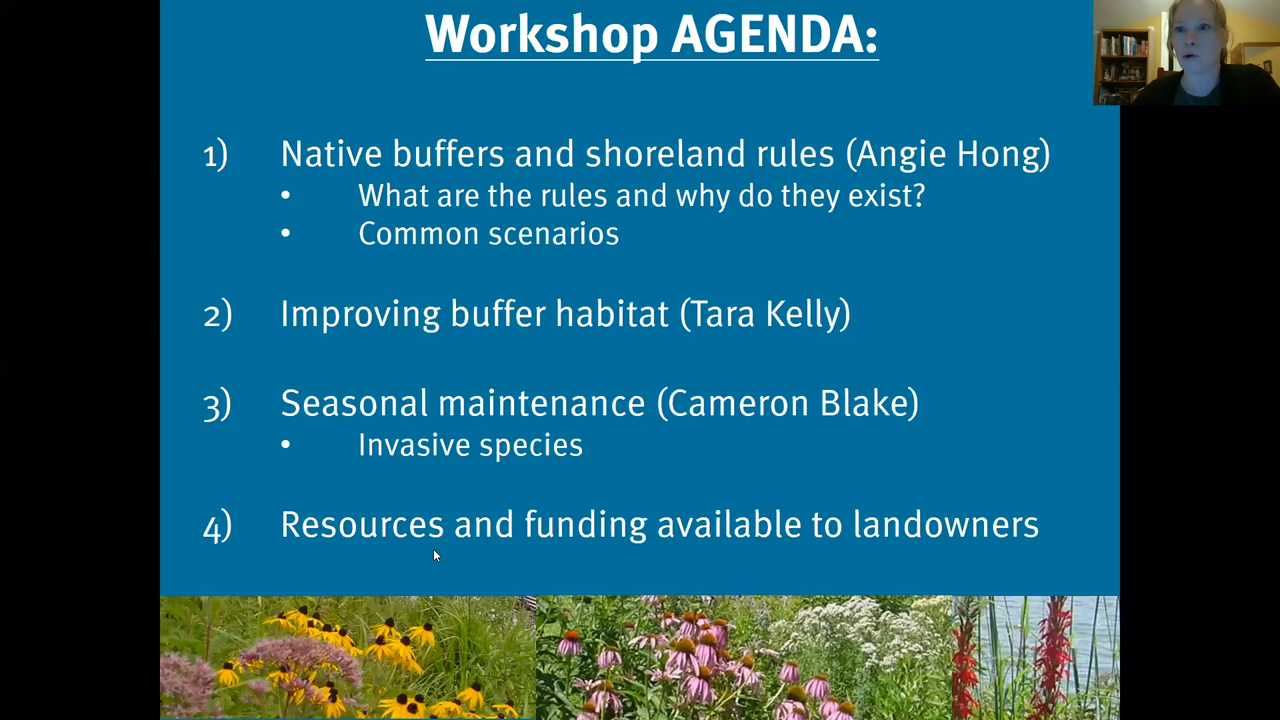 Workshop AGENDA:
1) Native buffers and shoreland rules (Angie Hong)
• What are the rules and why do they exist?
• Common scenarios
2) Improving buffer habitat (Tara Kelly)
3) Seasonal maintenance (Cameron Blake)
• Invasive species
4) Resources and funding available to landowners